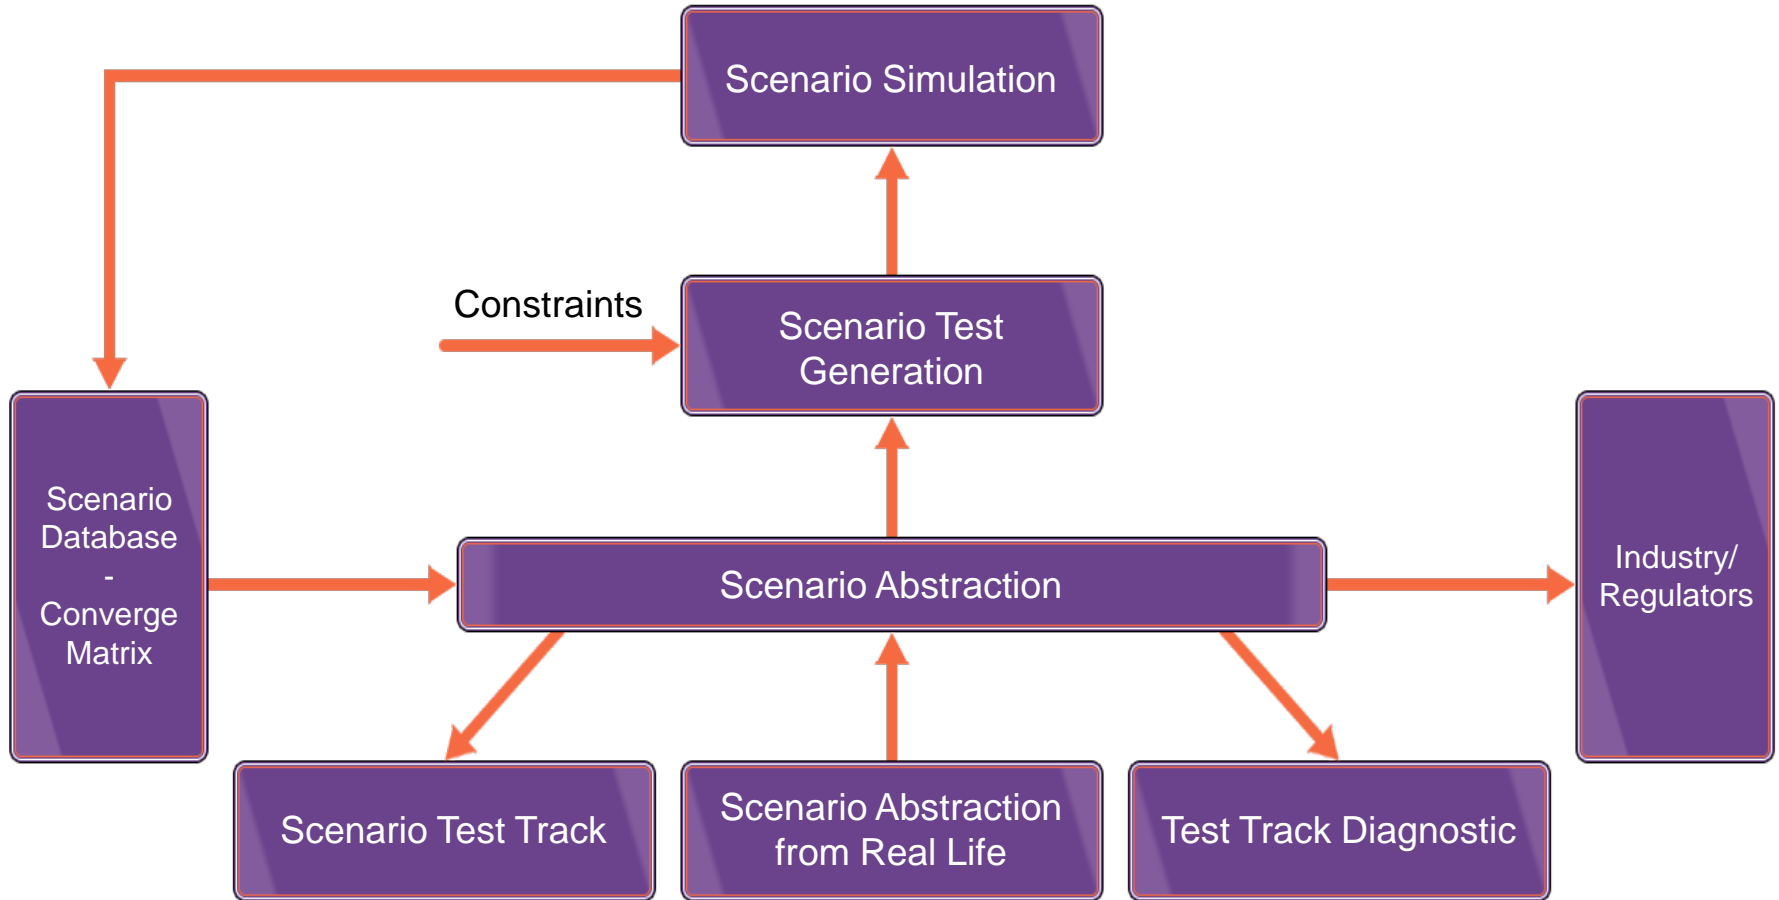 Scenario Simulation
Constraints
Scenario Test
Generation
Scenario
Database
-
Converge
Matrix
Scenario Abstraction
Industry/
Regulators
Scenario Test Track
Scenario Abstraction
from Real Life
Test Track Diagnostic